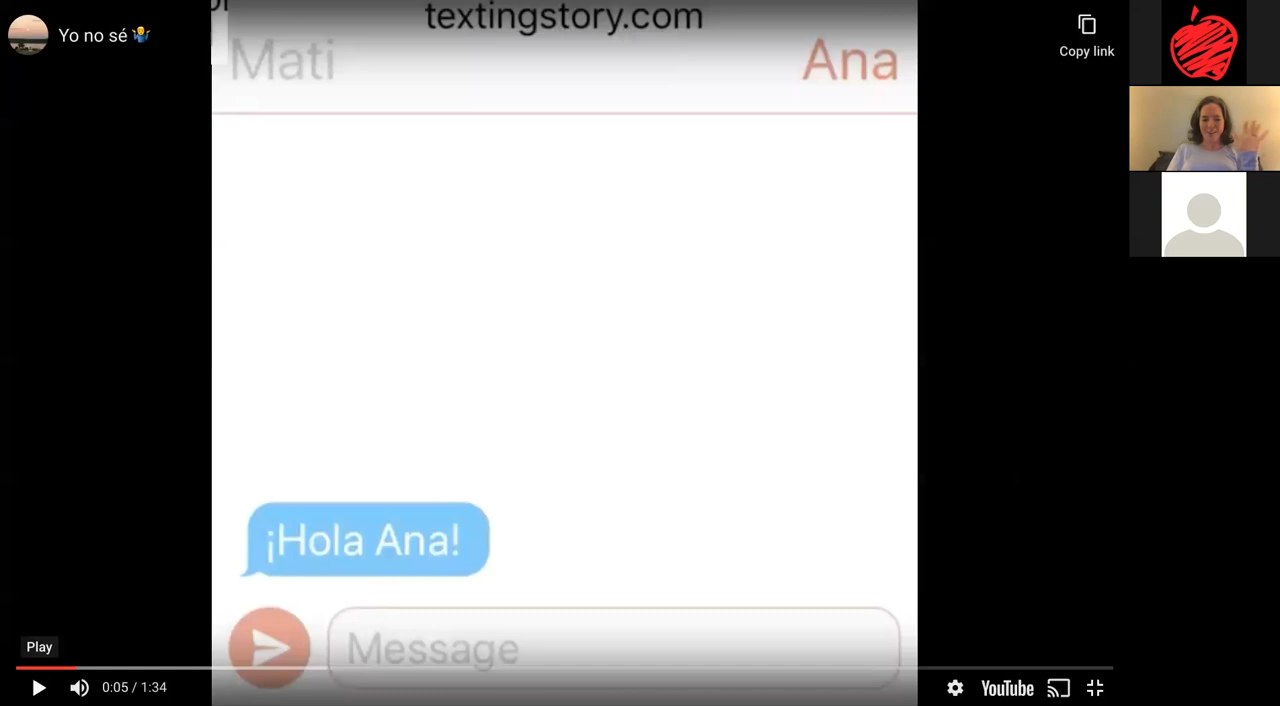 textingstory.com
Yo no sé
Copy link
Mati
Ana
¡Hola Ana!
Message
Play
0:05 / 1:34
YouTube